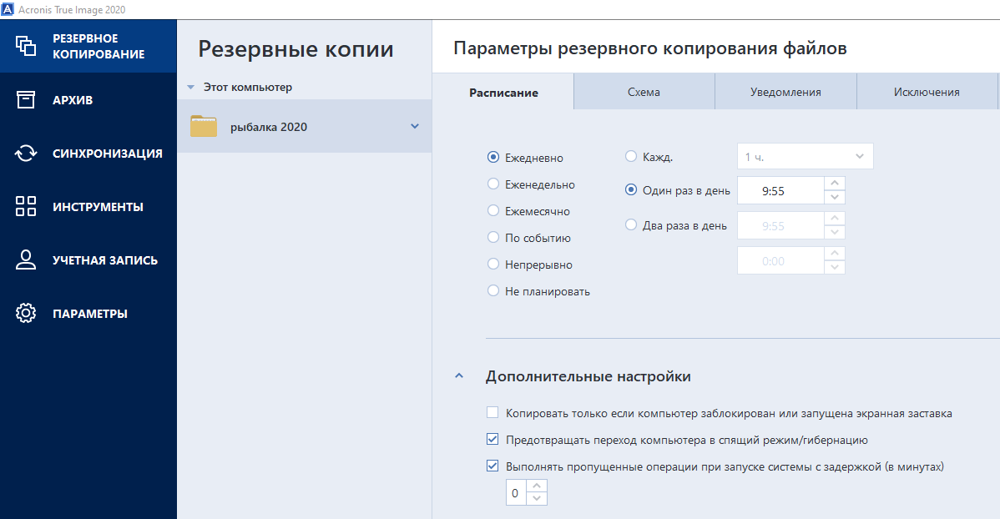 Acronis True Image 2020
РЕЗЕРВНОЕ
КОПИРОВАНИЕ
АРХИВ
СИНХРОНИЗАЦИЯ
ИНСТРУМЕНТЫ
УЧЕТНАЯ ЗАПИСЬ
ПАРАМЕТРЫ
Резервные копии
Этот компьютер
рыбалка 2020
Параметры резервного копирования файлов
Расписание
Схема
Уведомления
Исключения
Ежедневно
Еженедельно
Ежемесячно
По событию
Непрерывно
Не планировать
Кажд.
1 ч.
Один раз в день
9:55
Два раза в день
9:55
0:00
Дополнительные настройки
Копировать только если компьютер заблокирован или запущена экранная заставка
Предотвращать переход компьютера в спящий режим/гибернацию
Выполнять пропущенные операции при запуске системы с задержкой (в минутах)
0